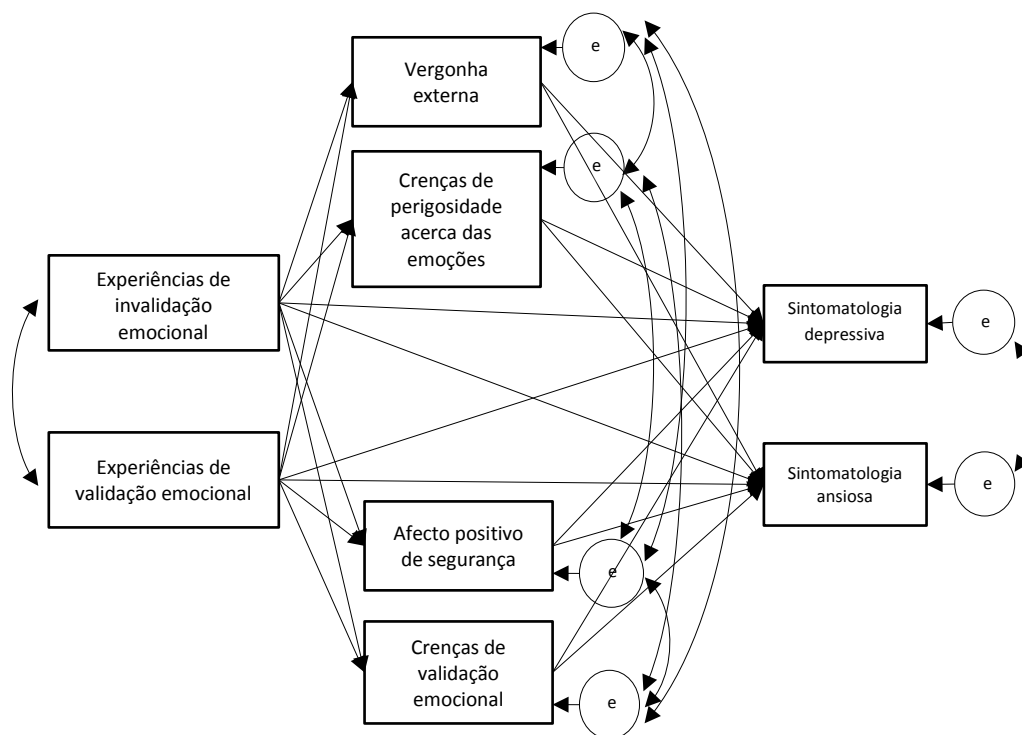 e
Vergonha
externa
e
Crenças de
perigosidade
acerca das
emoções
Experiências de
invalidação
emocional
Sintomatologia
depressiva
e
Experiências de
validação emocional
Sintomatologia
ansiosa
e
Afecto positivo
de segurança
e
Crenças de
validação
emocional
e